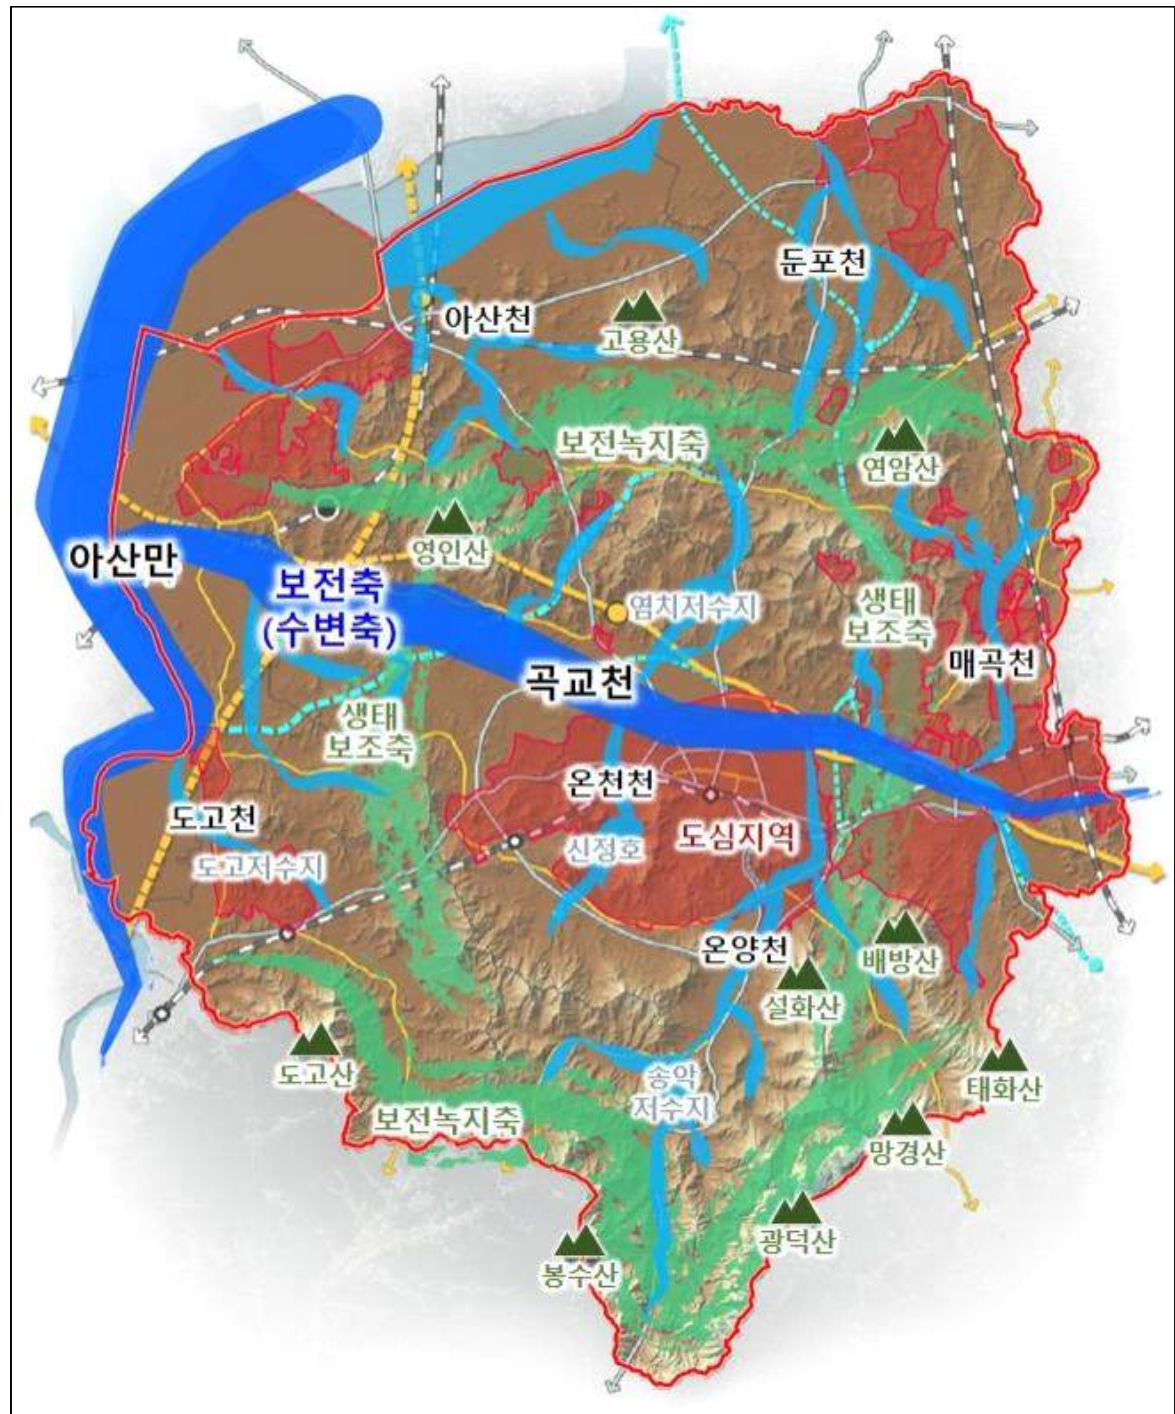 둔포천
아산천
고용산
보전녹지축
연암산
영인산
아산만
보전축
(수변축)
염치저수지
생태
보조축
매곡천
곡교천
생태
보조축
온천천
도고천
도심지역
신정호
도고저수지
온양천
배방산
설화산
도고산
송악
저수지
태화산
보전녹지축
망경산
광덕산
봉수산